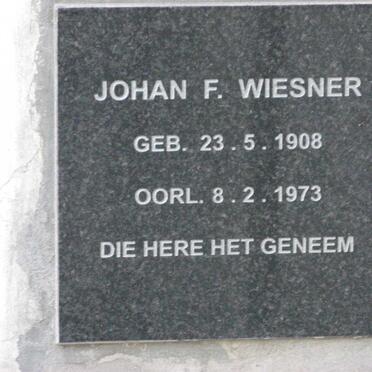 JOHAN F. WIESNER
GEB. 23 . 5 . 1908
OORL. 8 . 2 . 1973
DIE HERE HET GENEEM